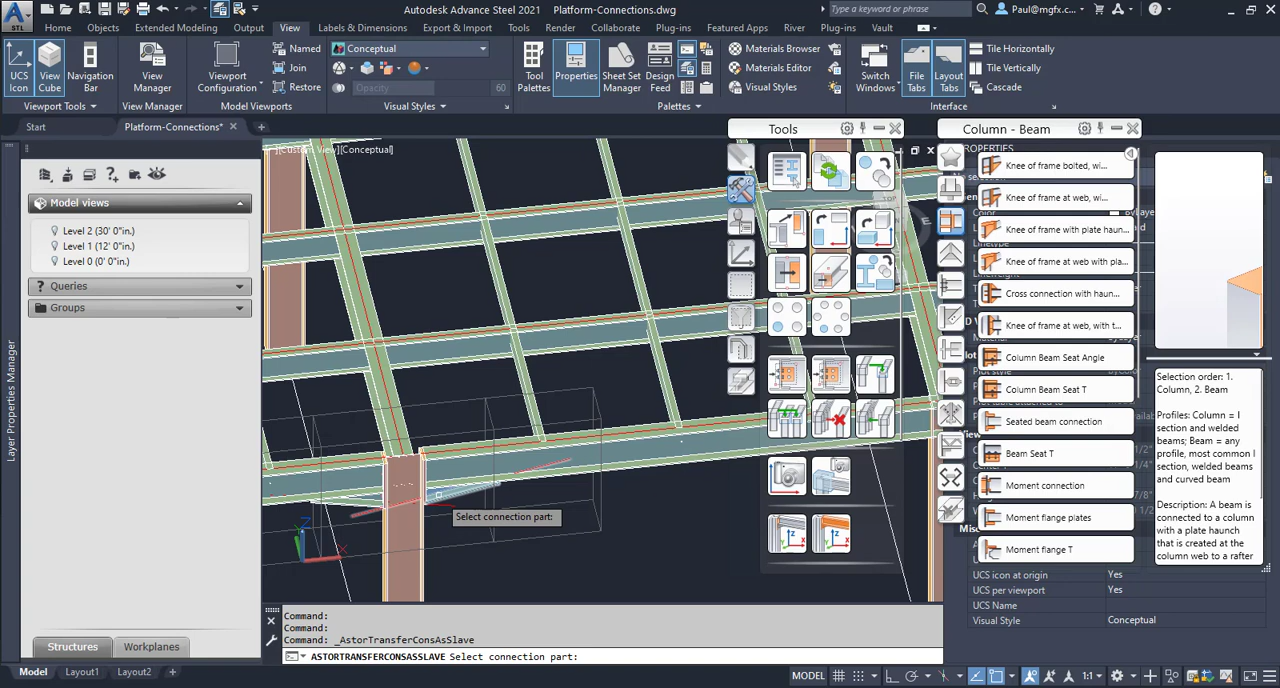 Autodesk Advance Steel 2021 Platform-Connections.dwg
Type a keyword or phrase
Paul@mgfx.c...
STL
Home Objects Extended Modeling Output View Labels & Dimensions Export & Import Tools Render Collaborate Plug-ins Featured Apps River Plug-ins Vault
UCS Icon
View Cube
Navigation Bar
Viewport Tools
View Manager
View Manager
Viewport Configuration
Named
Join
Restore
Model Viewports
Conceptual
Opacity 60
Visual Styles
Tool Palettes
Properties
Sheet Set Manager
Design Feed
Materials Browser
Materials Editor
Visual Styles
Palettes
Switch Windows
File Tabs
Layout Tabs
Tile Horizontally
Tile Vertically
Cascade
Interface
Start
Platform-Connections*
Layer Properties Manager
Model views
Level 2 (30' 0"in.)
Level 1 (12' 0"in.)
Level 0 (0' 0"in.)
Queries
Groups
Structures Workplanes
[Conceptual]
Select connection part:
Z
X
Tools
TOP
Column - Beam
PROPERTIES
Knee of frame bolted, wi...
Knee of frame at web, wi...
Knee of frame with plate haun...
Knee of frame at web with pla...
Cross connection with haun...
Knee of frame at web, with t...
Column Beam Seat Angle
Column Beam Seat T
Seated beam connection
Beam Seat T
Moment connection
Moment flange plates
Moment flange T
Selection order: 1.
Column, 2. Beam
Profiles: Column = I
section and welded
beams; Beam = any
profile, most common I
section, welded beams
and curved beam
Description: A beam is
connected to a column
with a plate haunch
that is created at the
column web to a rafter
UCS icon at origin Yes
UCS per viewport Yes
UCS Name
Visual Style Conceptual
Command:
Command:
Command: _AstorTransferConsAsSlave
ASTORTRANSFERCONSASSLAVE Select connection part:
Model Layout1 Layout2 +
MODEL
1:1